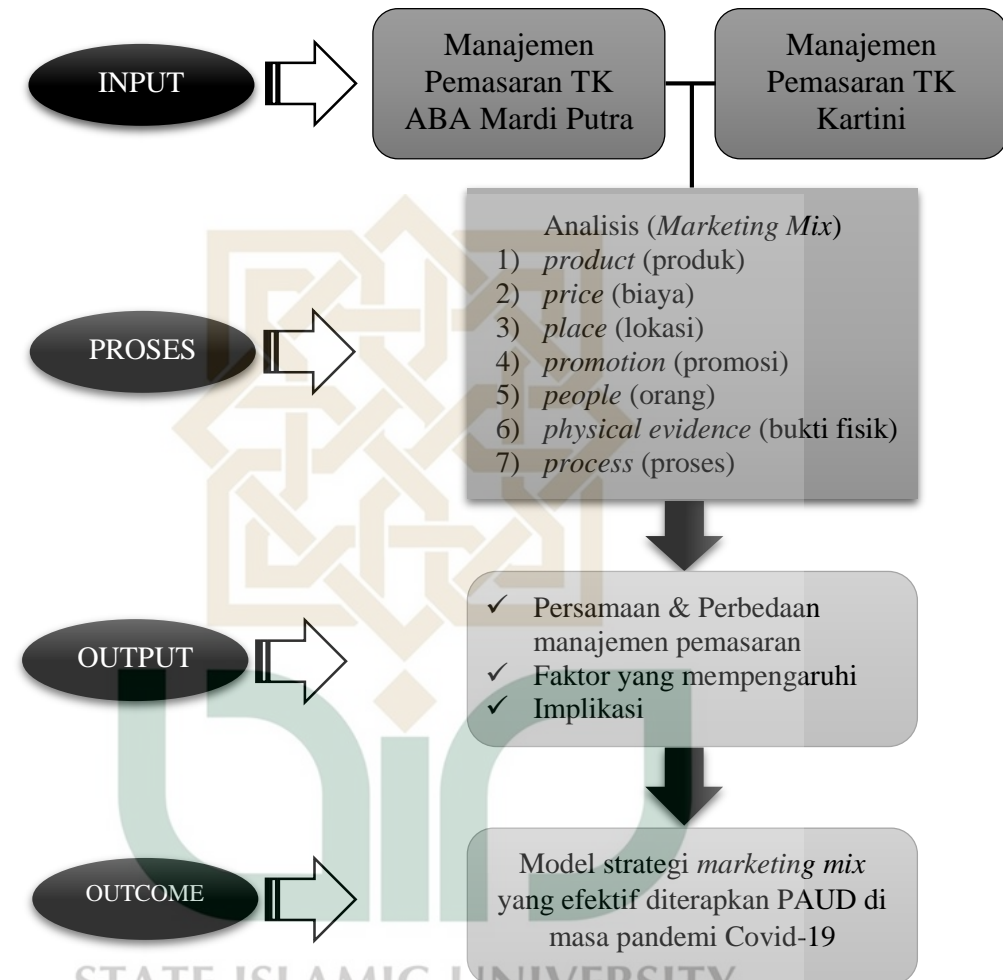 INPUT
Manajemen
Pemasaran TK
ABA Mardi Putra
Manajemen
Pemasaran TK
Kartini
PROSES
Analisis (Marketing Mix)
1) product (produk)
2) price (biaya)
3) place (lokasi)
4) promotion (promosi)
5) people (orang)
6) physical evidence (bukti fisik)
7) process (proses)
OUTPUT
✓ Persamaan & Perbedaan
manajemen pemasaran
✓ Faktor yang mempengaruhi
✓ Implikasi
OUTCOME
Model strategi marketing mix
yang efektif diterapkan PAUD di
masa pandemi Covid-19
STATE ISLAMIC UNIVERSITY